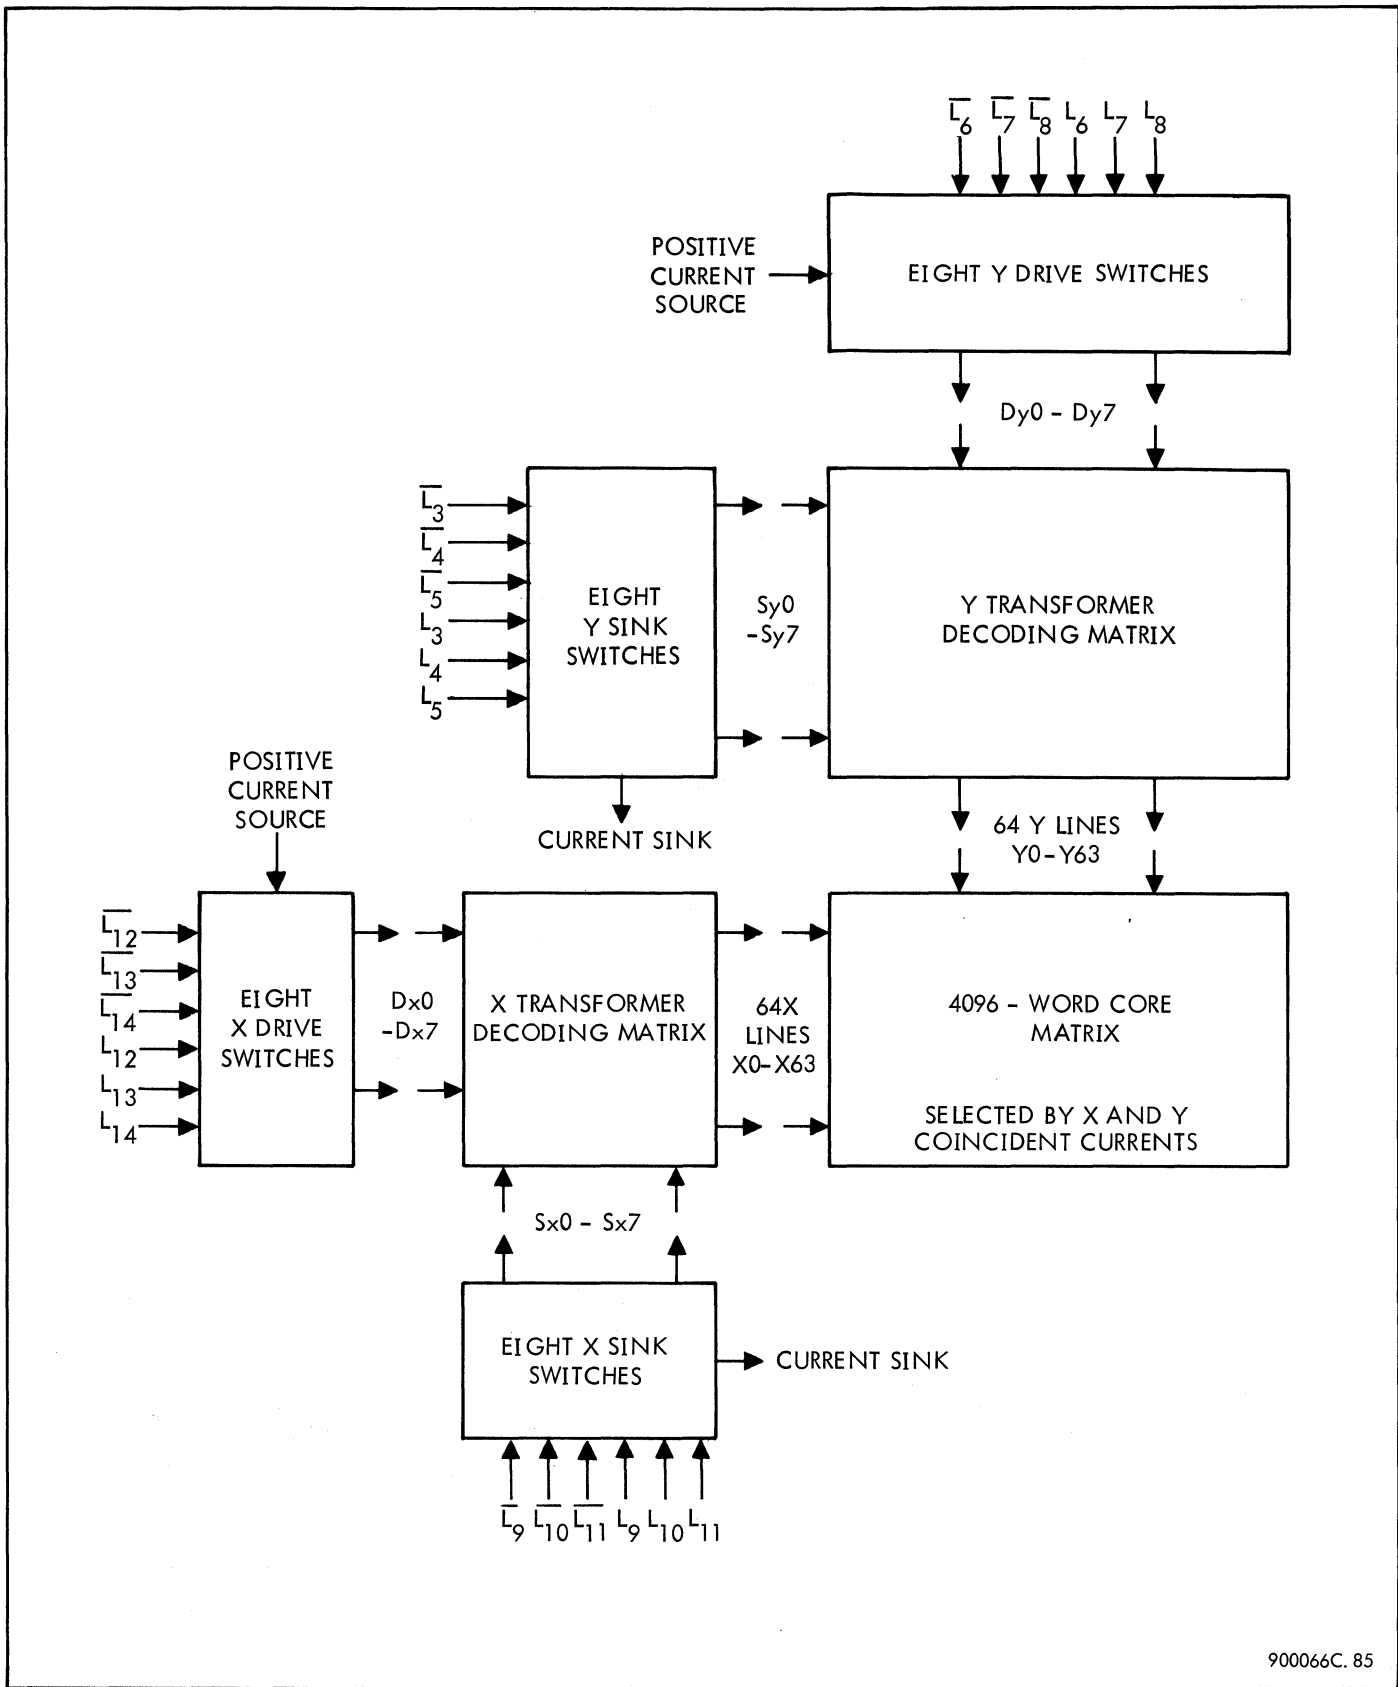 L̅6 L̅7 L̅8 L6 L7 L8
POSITIVE
CURRENT
SOURCE
EIGHT Y DRIVE SWITCHES
Dy0 - Dy7
L̅3
L̅4
L̅5
L3
L4
L5
EIGHT
Y SINK
SWITCHES
Sy0
-Sy7
Y TRANSFORMER
DECODING MATRIX
CURRENT SINK
64 Y LINES
Y0-Y63
POSITIVE
CURRENT
SOURCE
L̅12
L̅13
L̅14
L12
L13
L14
EIGHT
X DRIVE
SWITCHES
Dx0
-Dx7
X TRANSFORMER
DECODING MATRIX
64X
LINES
X0-X63
4096 - WORD CORE
MATRIX
SELECTED BY X AND Y
COINCIDENT CURRENTS
Sx0 - Sx7
EIGHT X SINK
SWITCHES
CURRENT SINK
L̅9 L̅10 L̅11 L9 L10 L11
900066C. 85